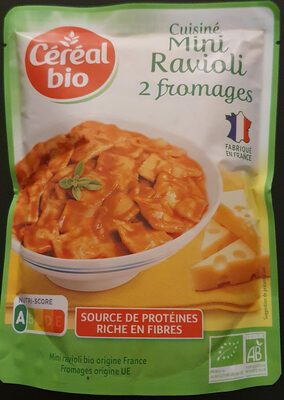 Céréal
bio
Cuisiné
Mini
Ravioli
2 fromages
FABRIQUÉ
EN FRANCE
NUTRI-SCORE
A
SOURCE DE PROTÉINES
RICHE EN FIBRES
Mini ravioli bio origine France
Fromages origine UE
AB